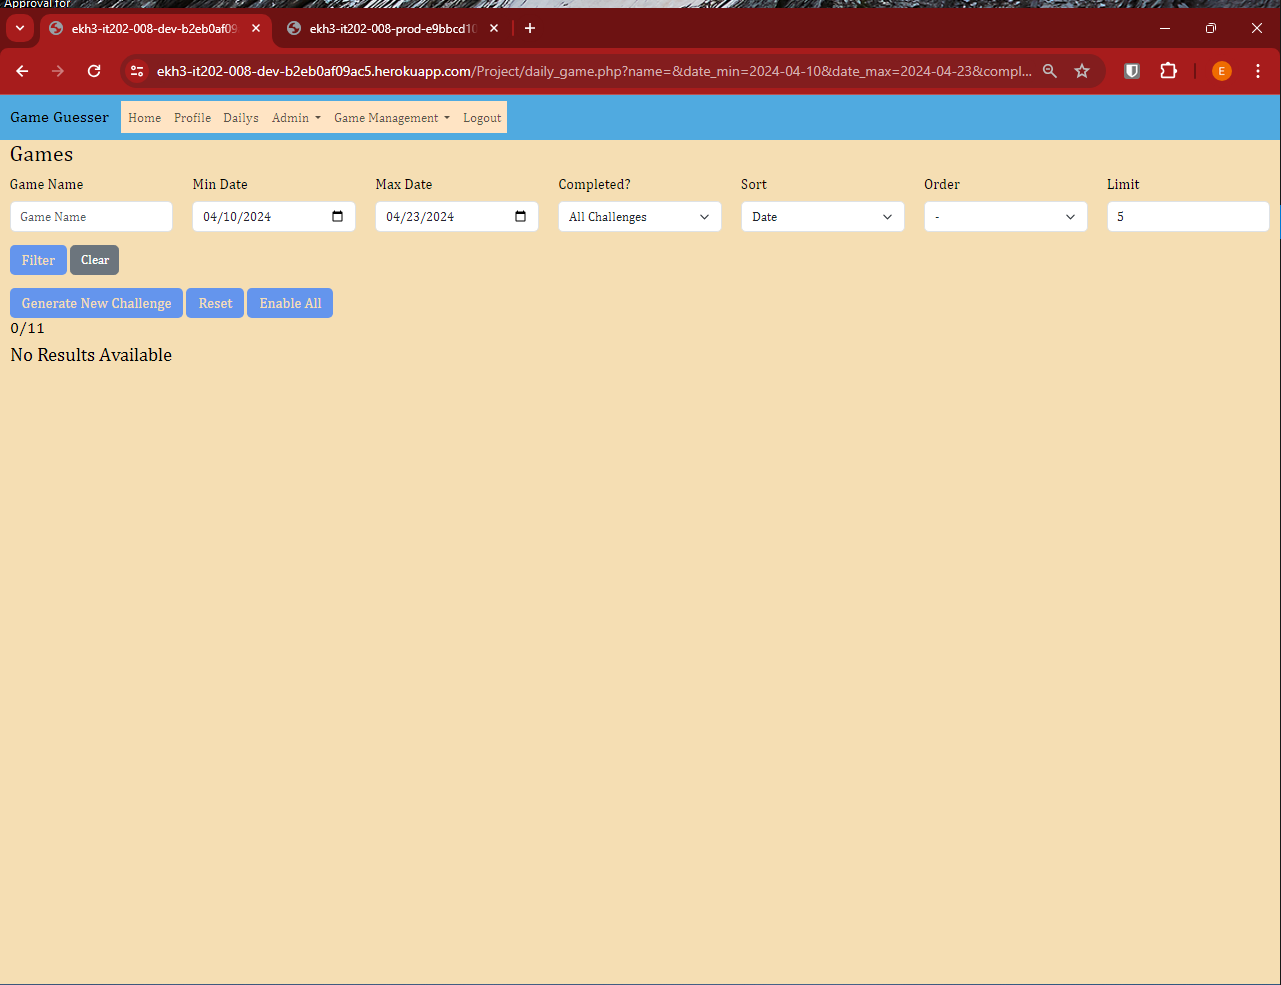 Approval for
ekh3-it202-008-dev-b2eb0af09 ekh3-it202-008-prod-e9bbcd10
ekh3-it202-008-dev-b2eb0af09ac5.herokuapp.com/Project/daily_game.php?name=&date_min=2024-04-10&date_max=2024-04-23&compl...
E
Game Guesser Home Profile Dailys Admin Game Management Logout
Games
Game Name Min Date Max Date Completed? Sort Order Limit
Game Name 04/10/2024 04/23/2024 All Challenges Date - 5
Filter Clear
Generate New Challenge Reset Enable All
0/11
No Results Available